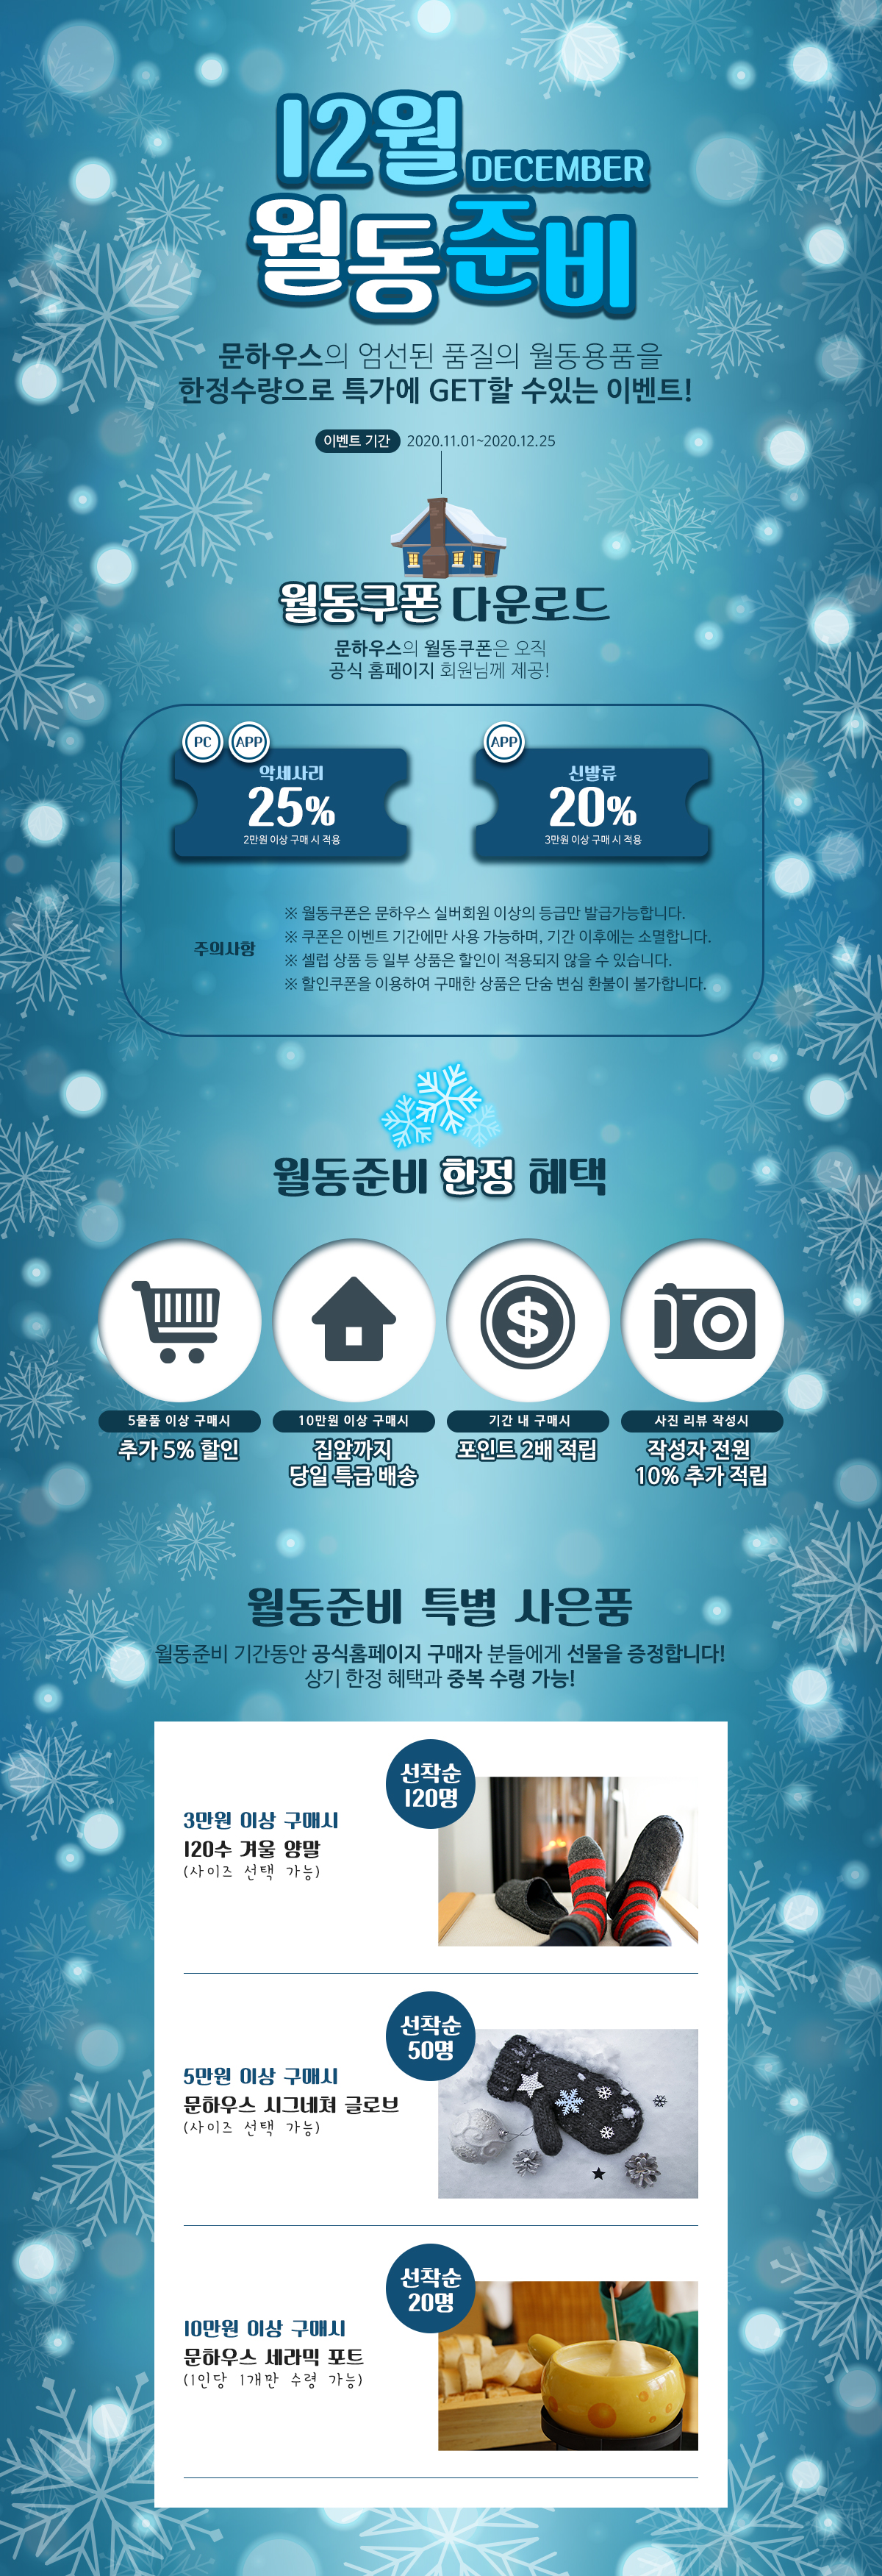 12월 DECEMBER
월동준비
문하우스의 엄선된 품질의 월동용품을
한정수량으로 특가에 GET할 수있는 이벤트!
이벤트 기간 2020.11.01~2020.12.25
월동쿠폰 다운로드
문하우스의 월동쿠폰은 오직
공식 홈페이지 회원님께 제공!
PC APP
악세사리
25%
2만원 이상 구매 시 적용
APP
신발류
20%
3만원 이상 구매 시 적용
주의사항
※ 월동쿠폰은 문하우스 실버회원 이상의 등급만 발급가능합니다.
※ 쿠폰은 이벤트 기간에만 사용 가능하며, 기간 이후에는 소멸합니다.
※ 셀럽 상품 등 일부 상품은 할인이 적용되지 않을 수 있습니다.
※ 할인쿠폰을 이용하여 구매한 상품은 단숨 변심 환불이 불가합니다.
월동준비 한정 혜택
5물품 이상 구매시
추가 5% 할인
10만원 이상 구매시
집앞까지
당일 특급 배송
기간 내 구매시
포인트 2배 적립
사진 리뷰 작성시
작성자 전원
10% 추가 적립
월동준비 특별 사은품
월동준비 기간동안 공식홈페이지 구매자 분들에게 선물을 증정합니다!
상기 한정 혜택과 중복 수령 가능!
선착순
120명
3만원 이상 구매시
120수 겨울 양말
(사이즈 선택 가능)
선착순
50명
5만원 이상 구매시
문하우스 시그네쳐 글로브
(사이즈 선택 가능)
선착순
20명
10만원 이상 구매시
문하우스 세라믹 포트
(1인당 1개만 수령 가능)